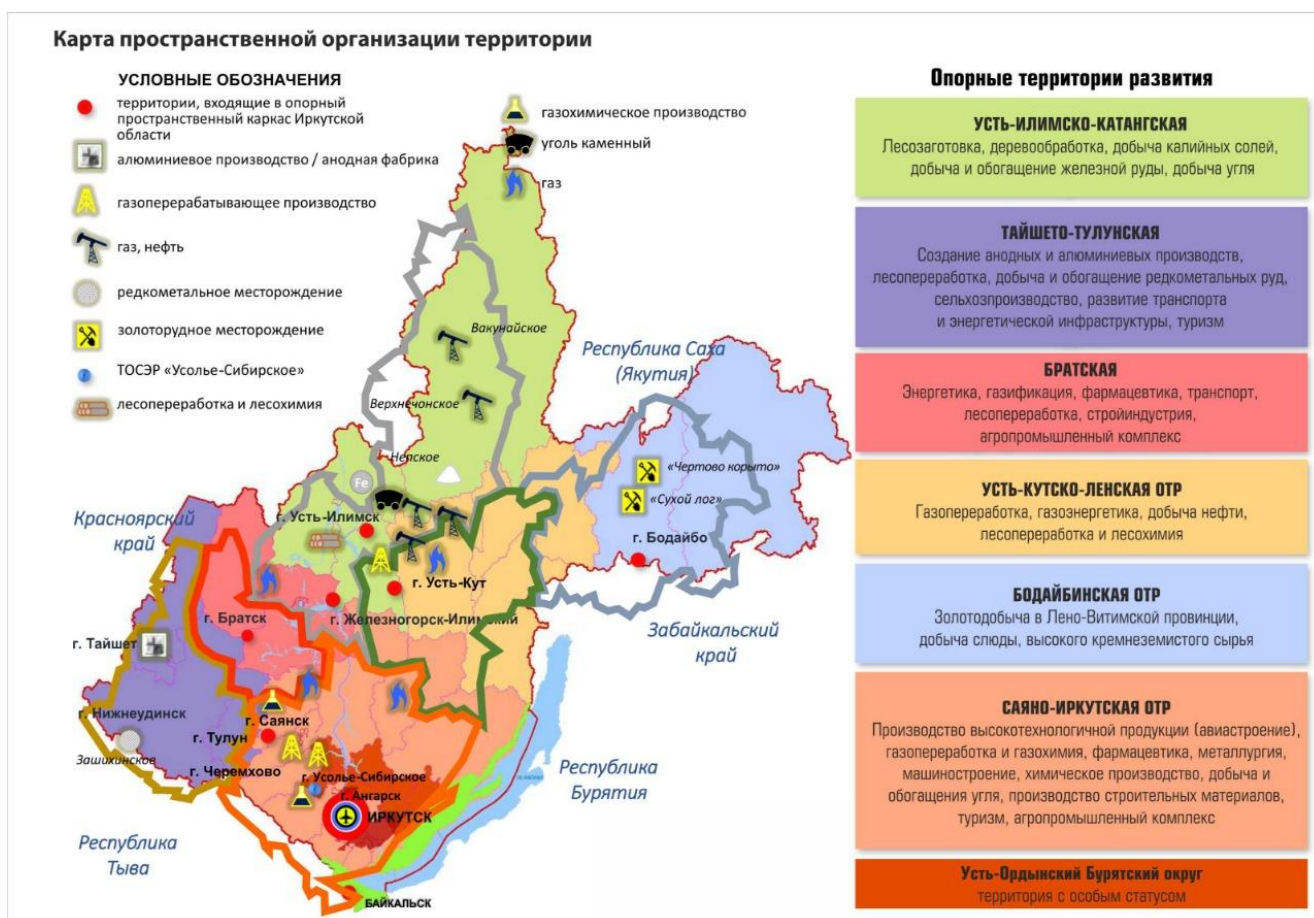 Карта пространственной организации территории
УСЛОВНЫЕ ОБОЗНАЧЕНИЯ
территории, входящие в опорный
пространственный каркас Иркутской
области
алюминиевое производство / анодная фабрика
газоперерабатывающее производство
газ, нефть
редкометальное месторождение
золоторудное месторождение
ТОСЭР «Усолье-Сибирское»
лесопереработка и лесохимия
газохимическое производство
уголь каменный
газ
Вакунайское
Республика Саха
(Якутия)
Верхнечонское
Непское
Fe
«Чертово корыто»
«Сухой лог»
Красноярский
край
г. Усть-Илимск
г. Бодайбо
г. Усть-Кут
г. Братск
г. Железногорск-Илимский
Забайкальский
край
г. Тайшет
г. Нижнеудинск
г. Саянск
г. Тулун
Зашихинское
г. Черемхово
г. Усолье-Сибирское
г. Ангарск
ИРКУТСК
Республика
Бурятия
Республика
Тыва
БАЙКАЛЬСК
Опорные территории развития
УСТЬ-ИЛИМСКО-КАТАНГСКАЯ
Лесозаготовка, деревообработка, добыча калийных солей,
добыча и обогащение железной руды, добыча угля
ТАЙШЕТО-ТУЛУНСКАЯ
Создание анодных и алюминиевых производств,
лесопереработка, добыча и обогащение редкометальных руд,
сельхозпроизводство, развитие транспорта
и энергетической инфраструктуры, туризм
БРАТСКАЯ
Энергетика, газификация, фармацевтика, транспорт,
лесопереработка, стройиндустрия,
агропромышленный комплекс
УСТЬ-КУТСКО-ЛЕНСКАЯ ОТР
Газопереработка, газоэнергетика, добыча нефти,
лесопереработка и лесохимия
БОДАЙБИНСКАЯ ОТР
Золотодобыча в Лено-Витимской провинции,
добыча слюды, высокого кремнеземистого сырья
САЯНО-ИРКУТСКАЯ ОТР
Производство высокотехнологичной продукции (авиастроение),
газопереработка и газохимия, фармацевтика, металлургия,
машиностроение, химическое производство, добыча и
обогащения угля, производство строительных материалов,
туризм, агропромышленный комплекс
Усть-Ордынский Бурятский округ
территория с особым статусом